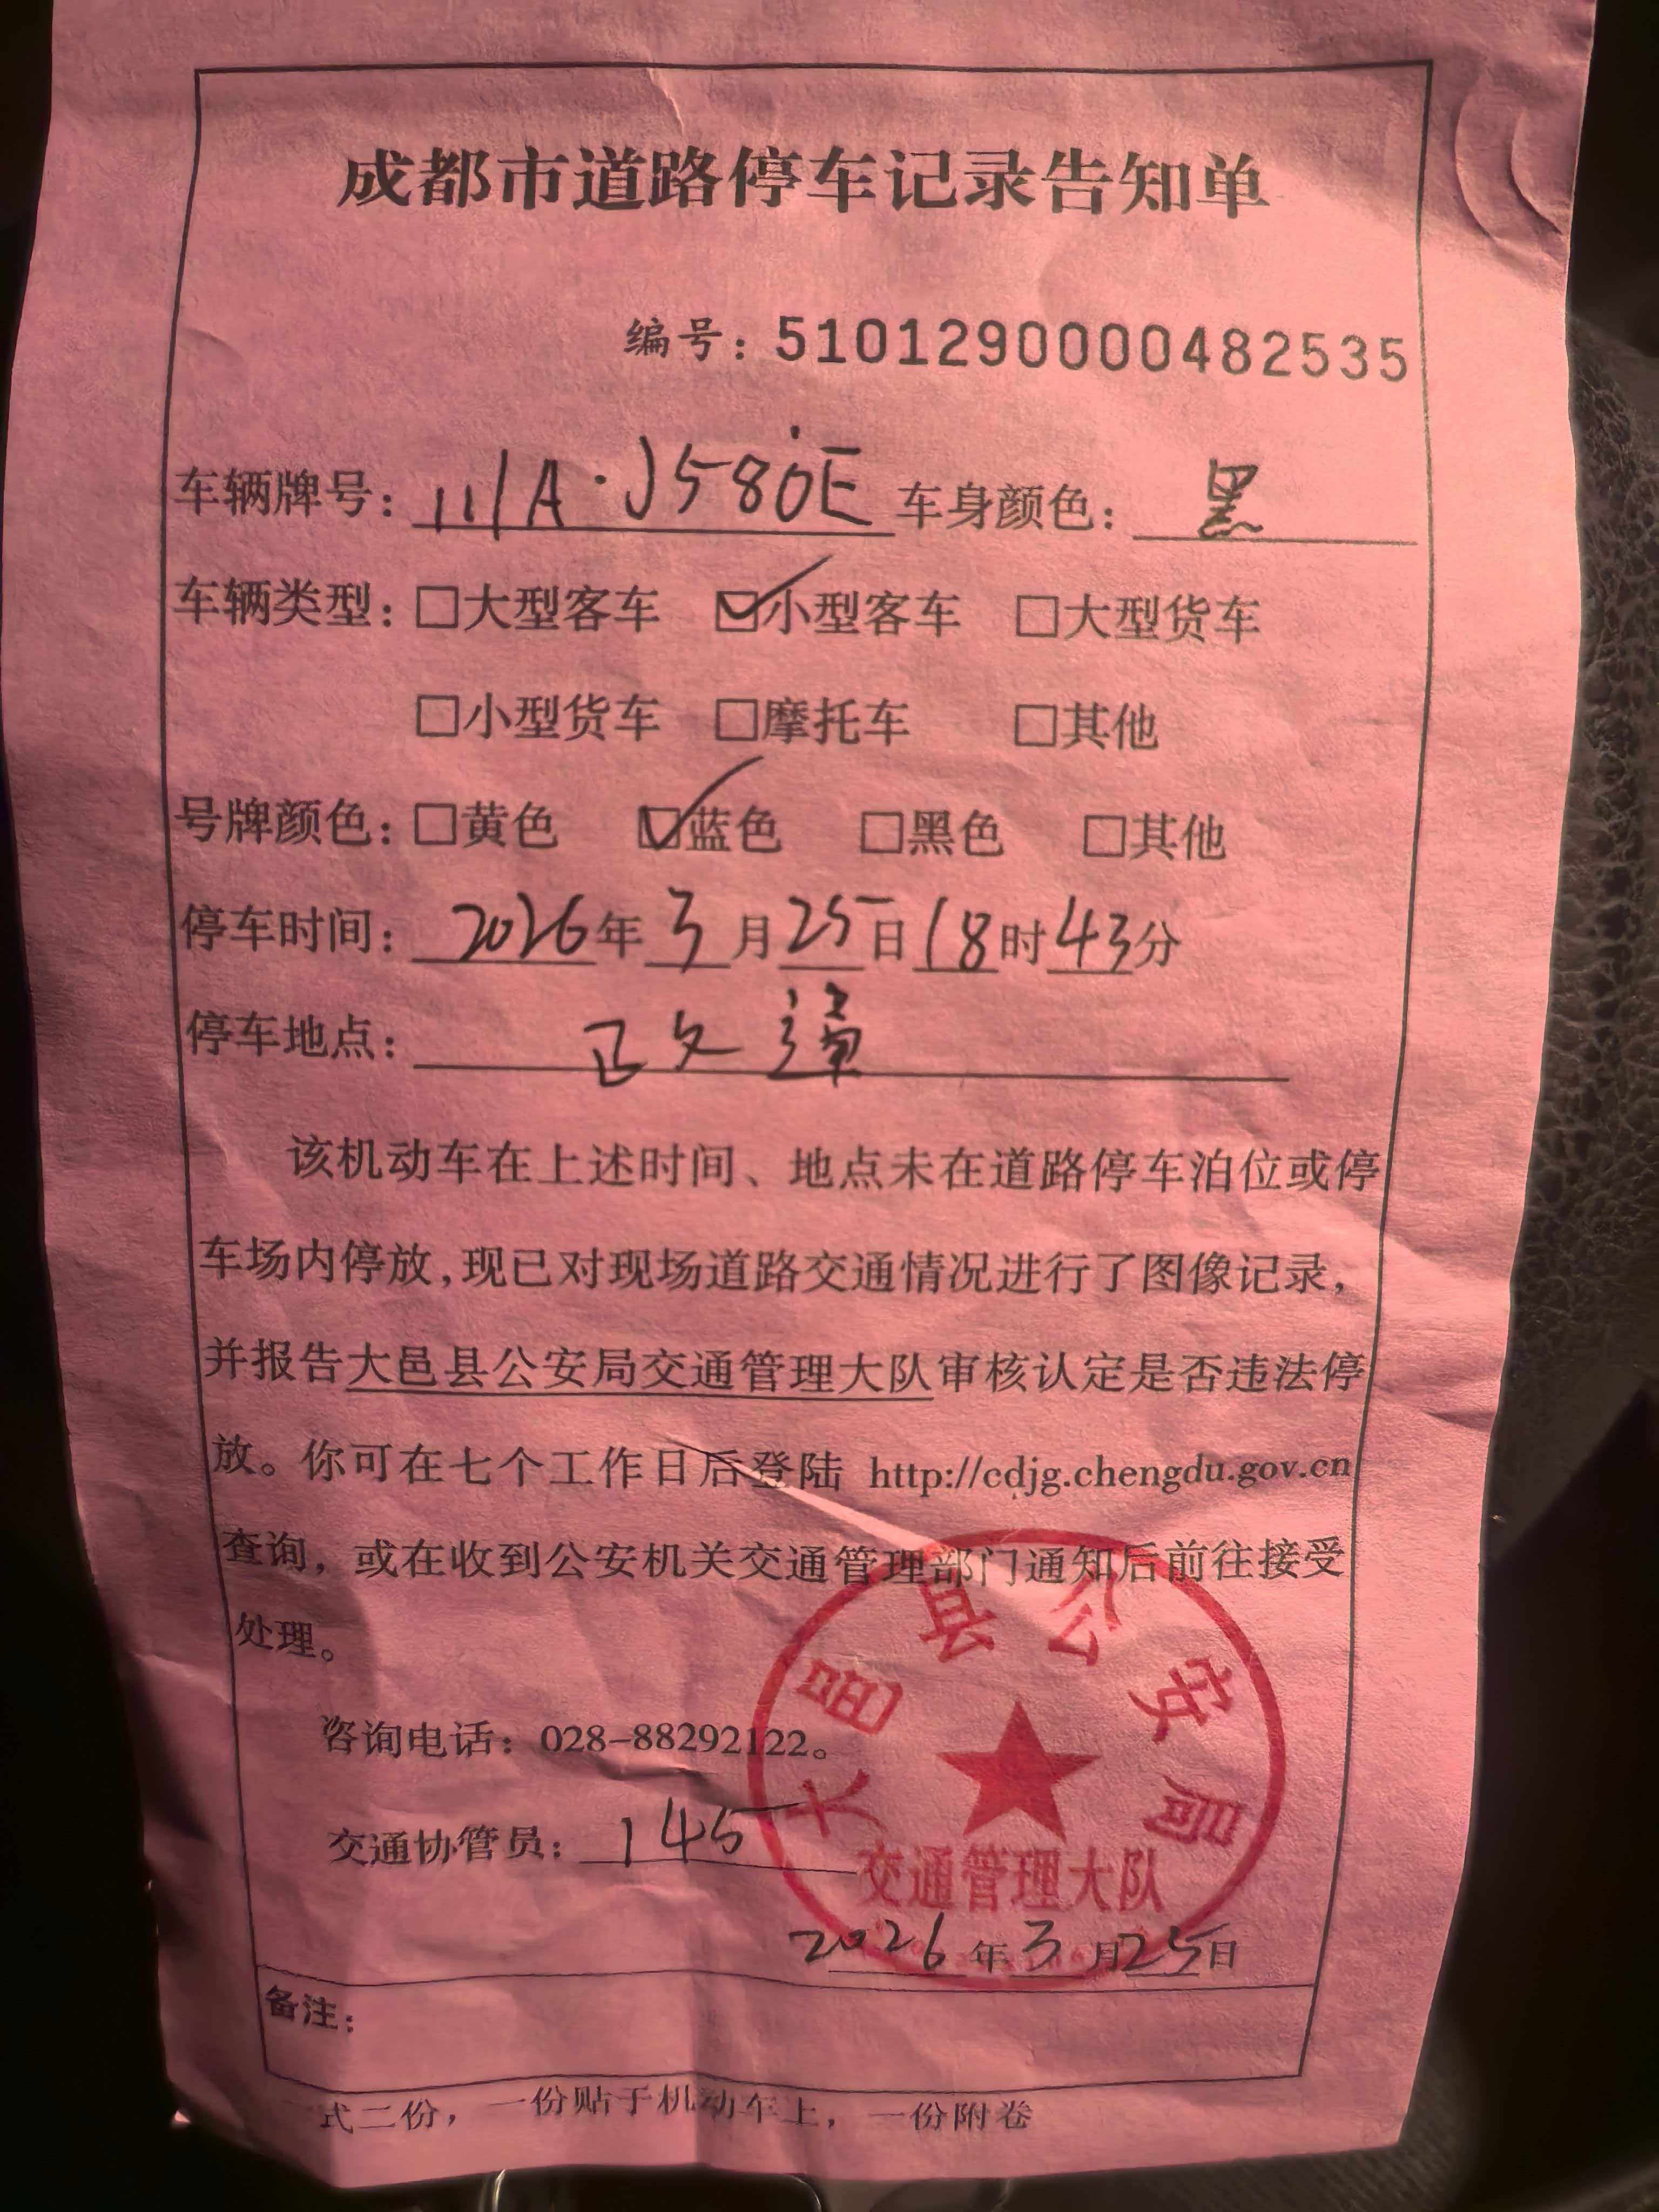 成都市道路停车记录告知单
编号：5101290000482535
车辆牌号：川A·J580E 车身颜色：黑
车辆类型：□大型客车 ☑小型客车 □大型货车
□小型货车 □摩托车 □其他
号牌颜色：□黄色 ☑蓝色 □黑色 □其他
停车时间：2026年3月25日18时43分
停车地点：
该机动车在上述时间、地点未在道路停车泊位或停
车场内停放，现已对现场道路交通情况进行了图像记录，
并报告大邑县公安局交通管理大队审核认定是否违法停
放。你可在七个工作日后登陆 http://cdjg.chengdu.gov.cn
查询，或在收到公安机关交通管理部门通知后前往接受
处理。
咨询电话：028-88292122。
交通协管员：145
大邑县公安局
交通管理大队
2026年3月25日
备注：
一式二份，一份贴于机动车上，一份附卷